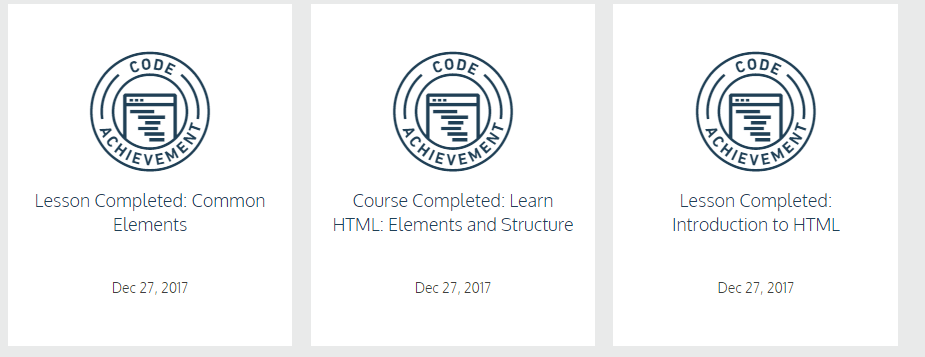 CODE
ACHIEVEMENT
Lesson Completed: Common
Elements
Dec 27, 2017
CODE
ACHIEVEMENT
Course Completed: Learn
HTML: Elements and Structure
Dec 27, 2017
CODE
ACHIEVEMENT
Lesson Completed:
Introduction to HTML
Dec 27, 2017